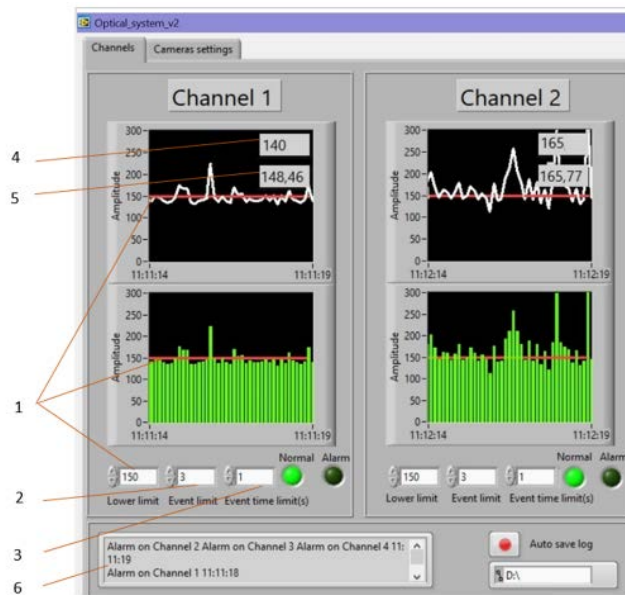 Optical_system_v2
Channels Cameras settings
Channel 1
Channel 2
4
5
1
2
3
6
Amplitude
300
250
200
150
100
50
0
140
148,46
11:11:14 11:11:19
Amplitude
300
250
200
150
100
50
0
165
165,77
11:12:14 11:12:19
Amplitude
300
250
200
150
100
50
0
11:11:14 11:11:19
Amplitude
300
250
200
150
100
50
0
11:12:14 11:12:19
Normal Alarm
150 3 1
Lower limit Event limit Event time limit(s)
Normal Alarm
150 3 1
Lower limit Event limit Event time limit(s)
Alarm on Channel 2 Alarm on Channel 3 Alarm on Channel 4 11:
11:19
Alarm on Channel 1 11:11:18
Auto save log
D:\